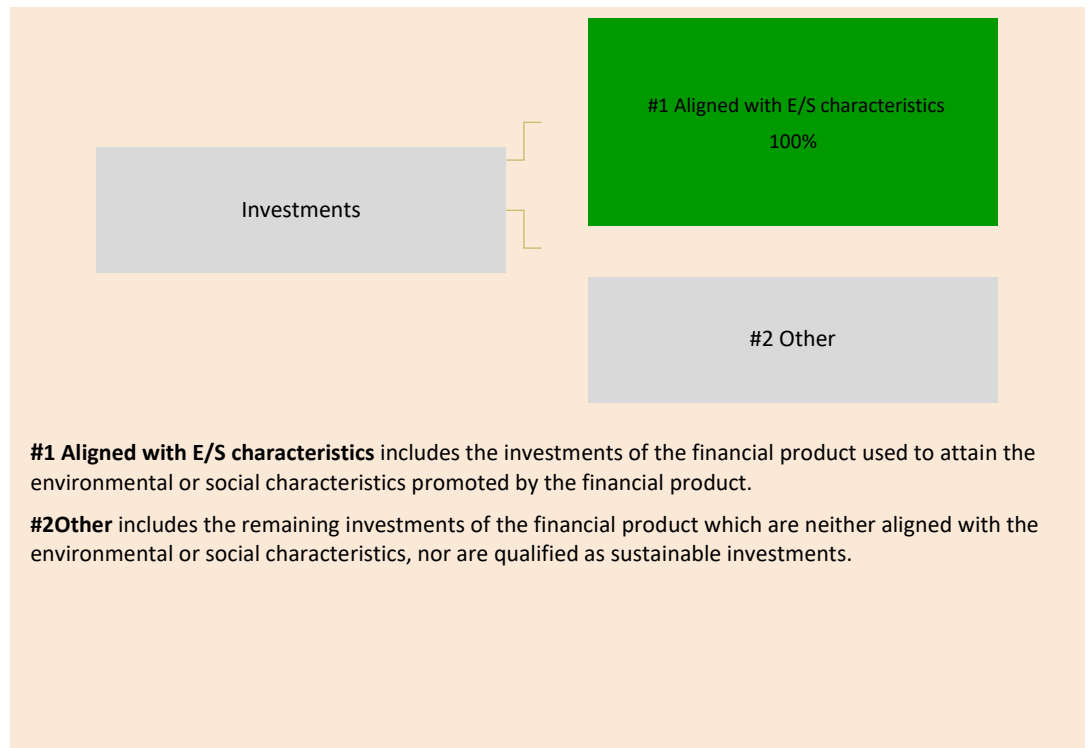 #1 Aligned with E/S characteristics
100%
Investments
#2 Other
#1 Aligned with E/S characteristics includes the investments of the financial product used to attain the
environmental or social characteristics promoted by the financial product.
#2Other includes the remaining investments of the financial product which are neither aligned with the
environmental or social characteristics, nor are qualified as sustainable investments.